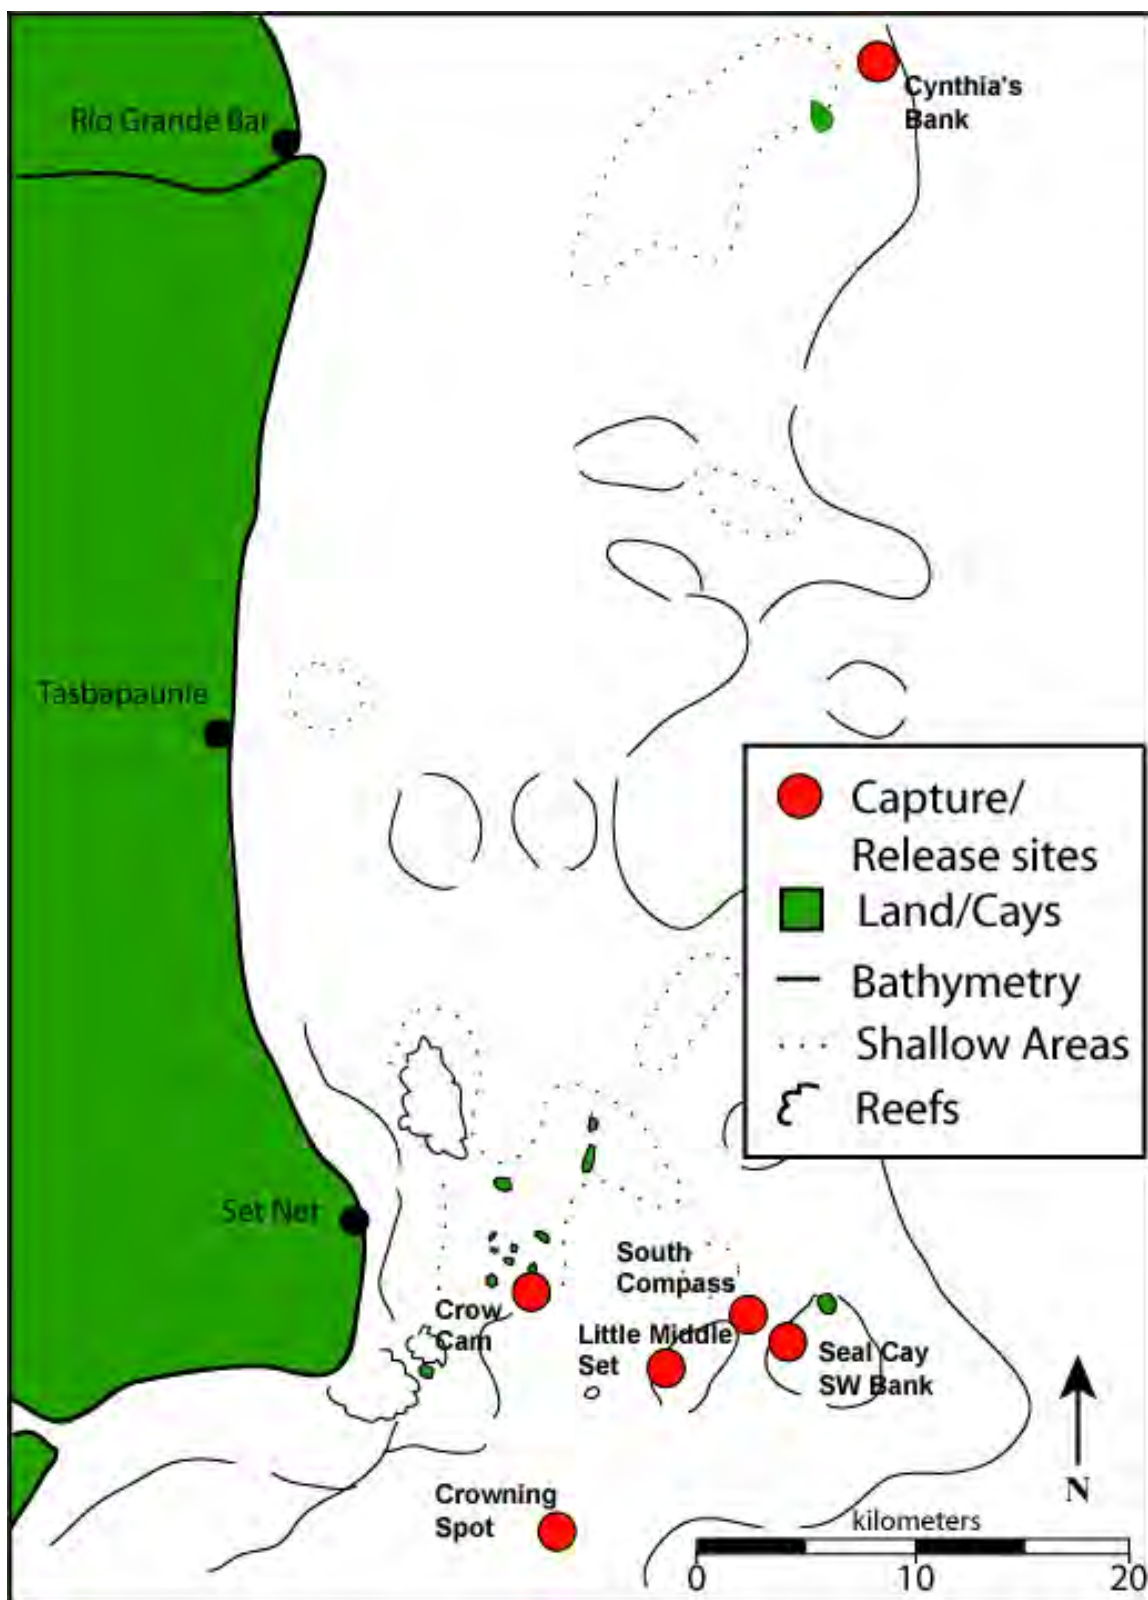 Cynthia's
Bank
Rio Grande Bar
Tasbapaunie
Capture/
Release sites
Land/Cays
Bathymetry
Shallow Areas
Reefs
Set Net
South
Compass
Crow
Cam
Little Middle
Set
Seal Cay
SW Bank
N
Crowning
Spot
kilometers
0 10 20